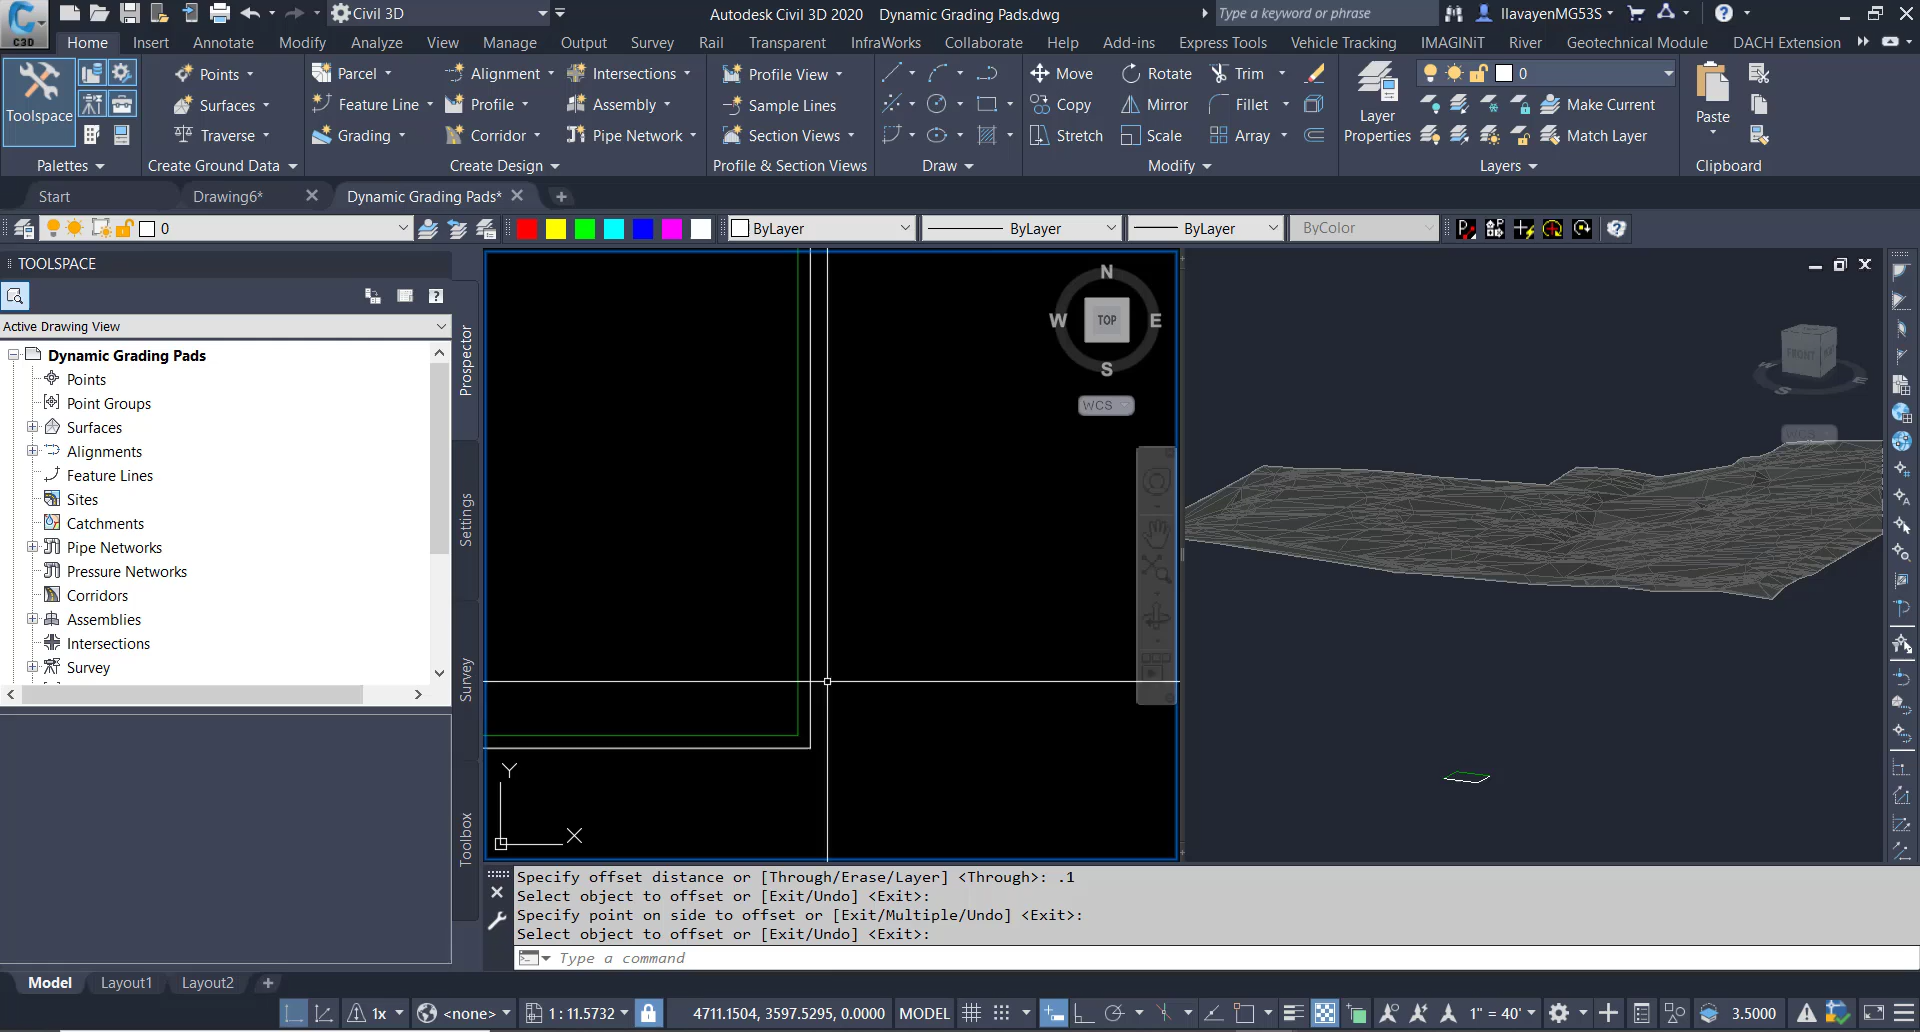 C3D
Civil 3D
Autodesk Civil 3D 2020 Dynamic Grading Pads.dwg
Type a keyword or phrase
IlavayenMG53S
Home Insert Annotate Modify Analyze View Manage Output Survey Rail Transparent InfraWorks Collaborate Help Add-ins Express Tools Vehicle Tracking IMAGINiT River Geotechnical Module DACH Extension
Toolspace
Palettes
Points
Surfaces
Traverse
Create Ground Data
Parcel
Feature Line
Grading
Alignment
Profile
Corridor
Intersections
Assembly
Pipe Network
Create Design
Profile View
Sample Lines
Section Views
Profile & Section Views
Draw
Move
Copy
Stretch
Rotate
Mirror
Scale
Trim
Fillet
Array
Modify
Layer
Properties
0
Make Current
Match Layer
Layers
Paste
Clipboard
Start
Drawing6*
Dynamic Grading Pads*
0
ByLayer
ByLayer
ByLayer
ByColor
TOOLSPACE
Active Drawing View
Dynamic Grading Pads
Points
Point Groups
Surfaces
Alignments
Feature Lines
Sites
Catchments
Pipe Networks
Pressure Networks
Corridors
Assemblies
Intersections
Survey
Prospector
Settings
Survey
Toolbox
N
W
TOP
E
S
WCS
Y
X
FRONT
S
E
WCS
Specify offset distance or [Through/Erase/Layer] <Through>: .1
Select object to offset or [Exit/Undo] <Exit>:
Specify point on side to offset or [Exit/Multiple/Undo] <Exit>:
Select object to offset or [Exit/Undo] <Exit>:
Type a command
Model Layout1 Layout2
1x
<none>
1 : 11.5732
4711.1504, 3597.5295, 0.0000
MODEL
1" = 40'
3.5000